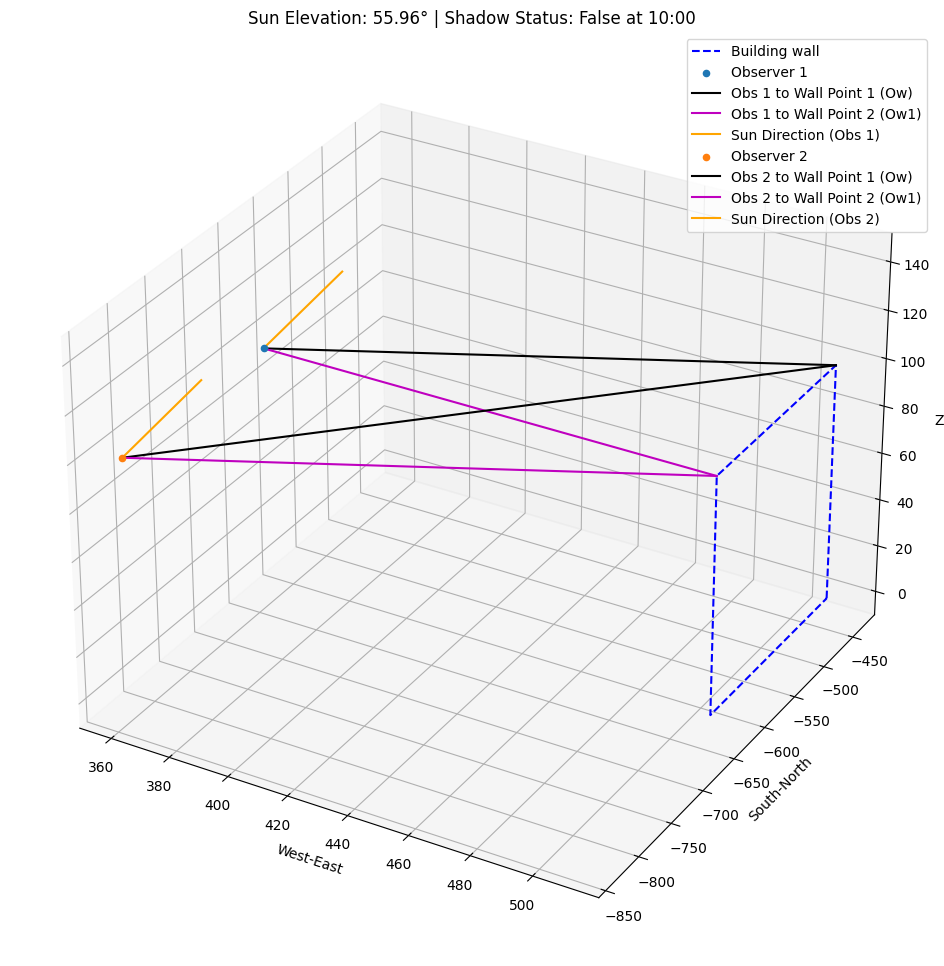 Sun Elevation: 55.96° | Shadow Status: False at 10:00
Building wall
Observer 1
Obs 1 to Wall Point 1 (Ow)
Obs 1 to Wall Point 2 (Ow1)
Sun Direction (Obs 1)
Observer 2
Obs 2 to Wall Point 1 (Ow)
Obs 2 to Wall Point 2 (Ow1)
Sun Direction (Obs 2)
140
120
100
80
60
40
20
0
Z
−450
−500
−550
−600
−650
−700
−750
−800
−850
South-North
360
380
400
420
440
460
480
500
West-East